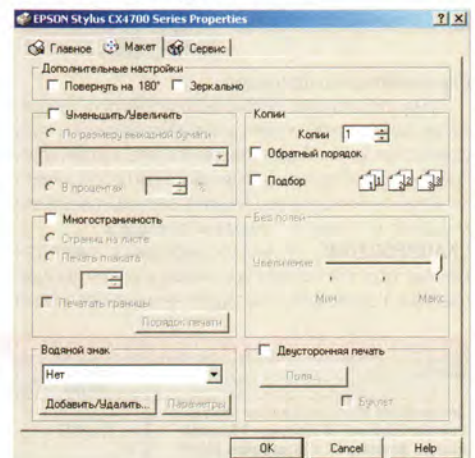 EPSON Stylus CX4700 Series Properties
Главное Макет Сервис
Дополнительные настройки
Повернуть на 180° Зеркально
Уменьшить/Увеличить
По размеру выходной бумаги
В процентах %
Копии
Копии 1
Обратный порядок
Подбор
Многостраничность
Страниц на листе
Печать плаката
Печатать границы
Порядок печати
Без полей
Увеличение
Мин Макс
Водяной знак
Нет
Добавить/Удалить... Параметры
Двусторонняя печать
Поля...
Буклет
OK Cancel Help